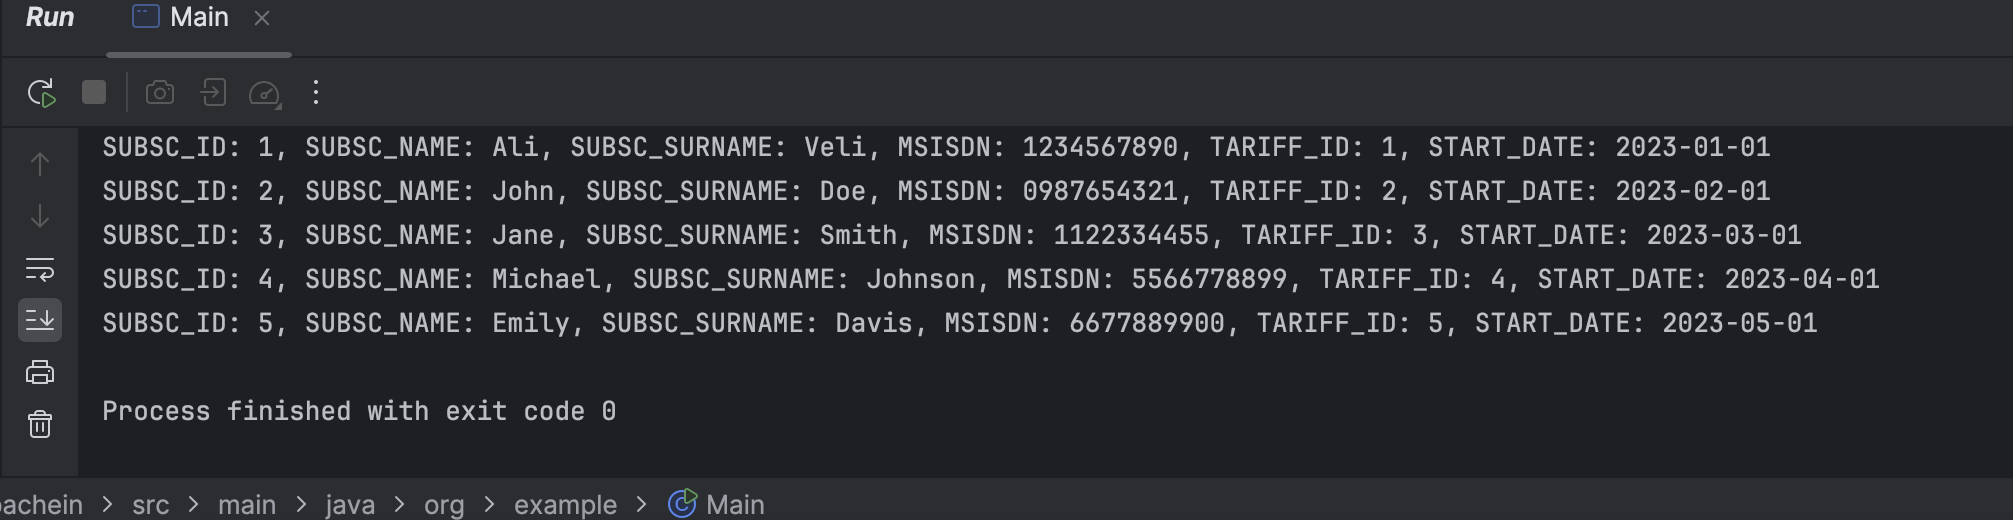 Run Main
SUBSC_ID: 1, SUBSC_NAME: Ali, SUBSC_SURNAME: Veli, MSISDN: 1234567890, TARIFF_ID: 1, START_DATE: 2023-01-01
SUBSC_ID: 2, SUBSC_NAME: John, SUBSC_SURNAME: Doe, MSISDN: 0987654321, TARIFF_ID: 2, START_DATE: 2023-02-01
SUBSC_ID: 3, SUBSC_NAME: Jane, SUBSC_SURNAME: Smith, MSISDN: 1122334455, TARIFF_ID: 3, START_DATE: 2023-03-01
SUBSC_ID: 4, SUBSC_NAME: Michael, SUBSC_SURNAME: Johnson, MSISDN: 5566778899, TARIFF_ID: 4, START_DATE: 2023-04-01
SUBSC_ID: 5, SUBSC_NAME: Emily, SUBSC_SURNAME: Davis, MSISDN: 6677889900, TARIFF_ID: 5, START_DATE: 2023-05-01
Process finished with exit code 0
achein > src > main > java > org > example > Main